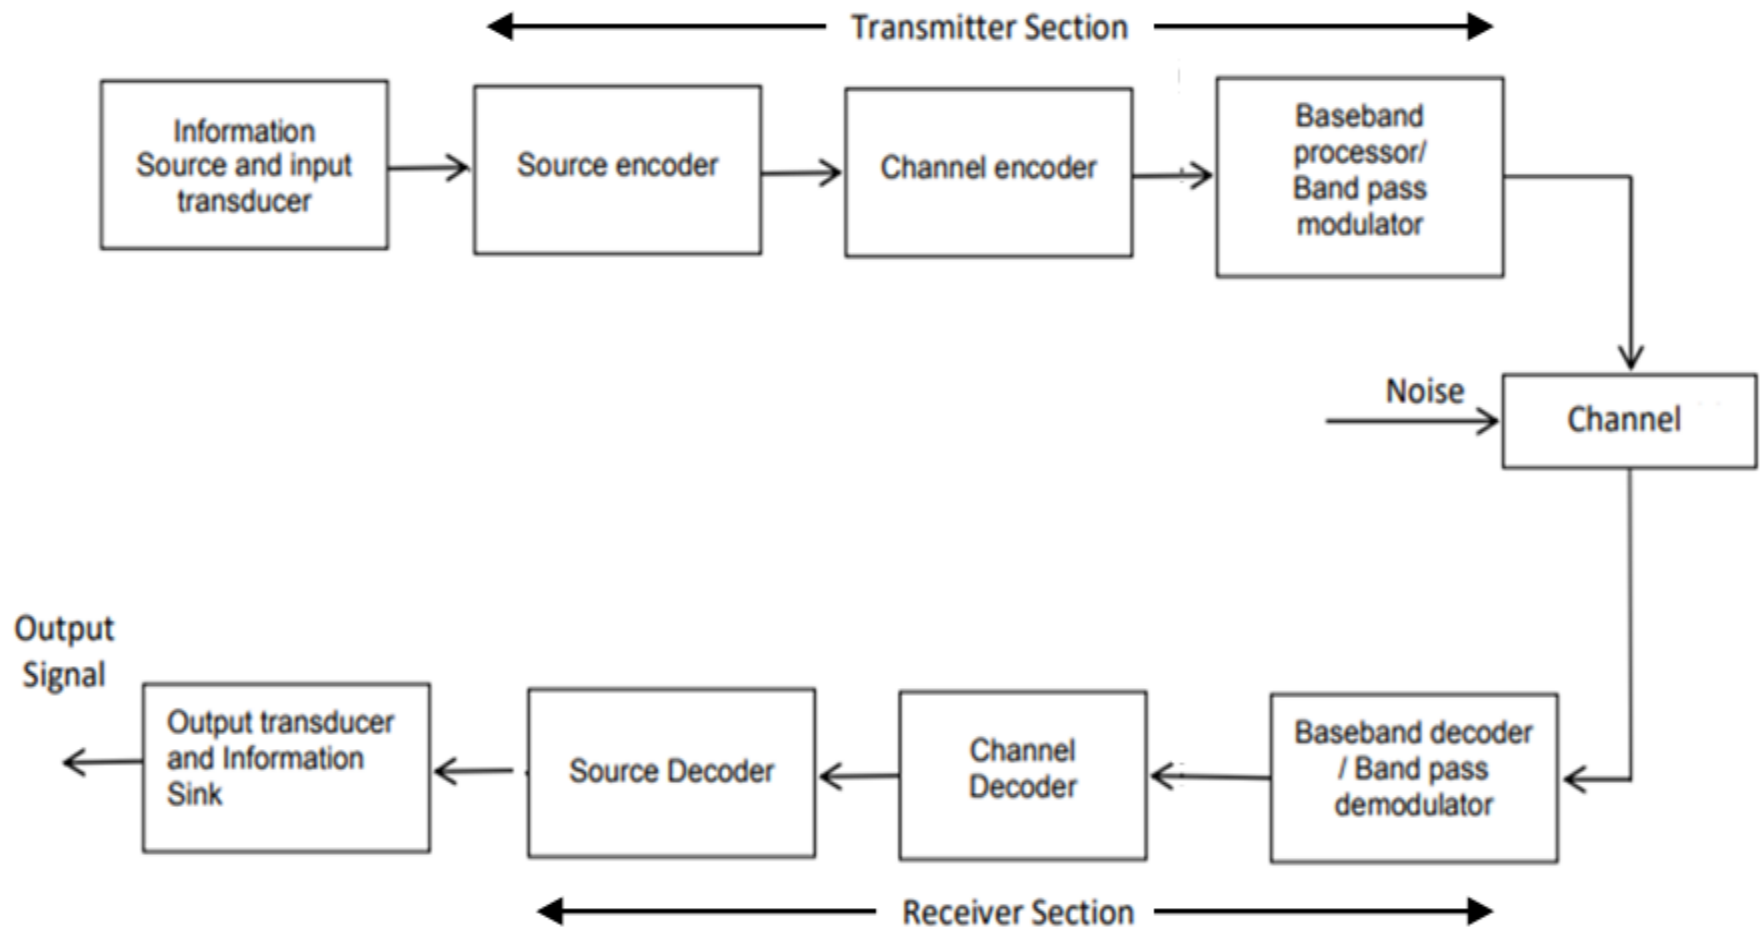 Transmitter Section
Information
Source and input
transducer
Source encoder
Channel encoder
Baseband
processor/
Band pass
modulator
Noise
Channel
Output
Signal
Output transducer
and Information
Sink
Source Decoder
Channel
Decoder
Baseband decoder
/ Band pass
demodulator
Receiver Section